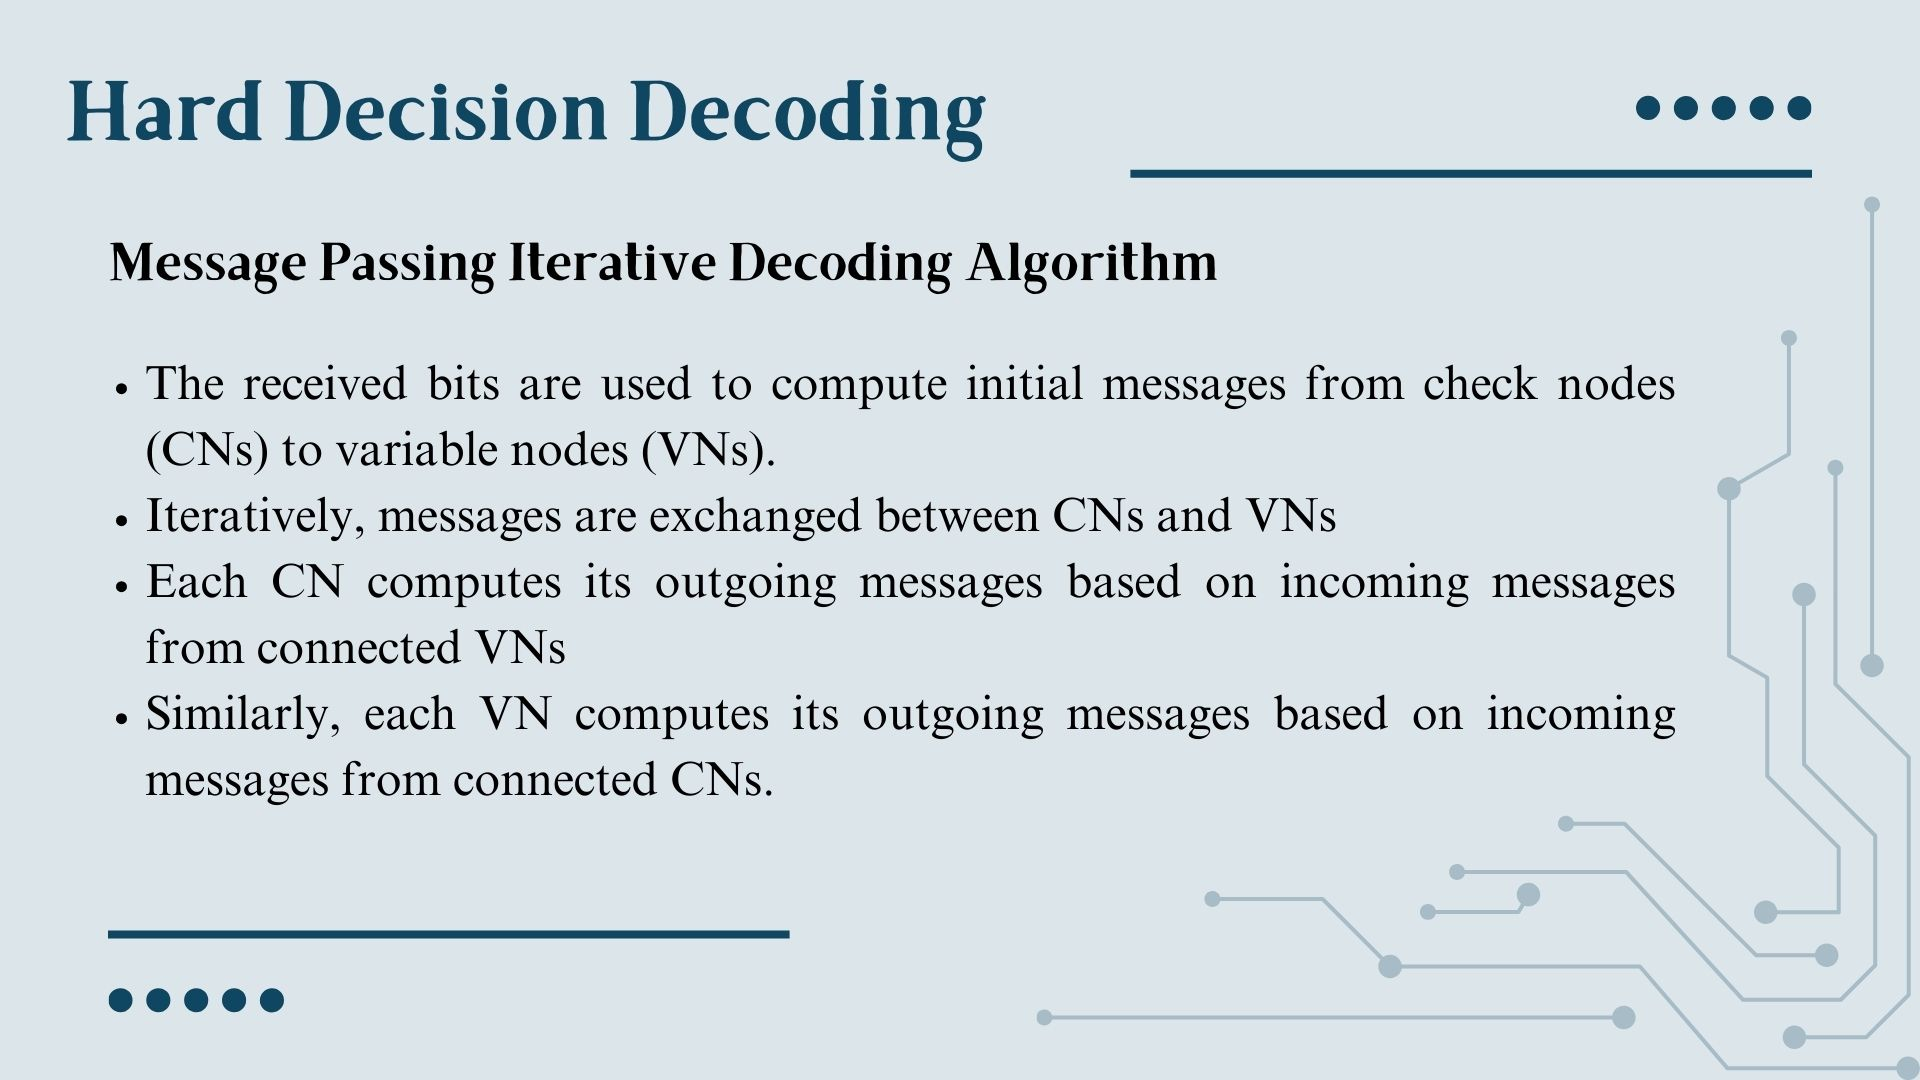 Hard Decision Decoding
Message Passing Iterative Decoding Algorithm
• The received bits are used to compute initial messages from check nodes
(CNs) to variable nodes (VNs).
• Iteratively, messages are exchanged between CNs and VNs
• Each CN computes its outgoing messages based on incoming messages
from connected VNs
• Similarly, each VN computes its outgoing messages based on incoming
messages from connected CNs.